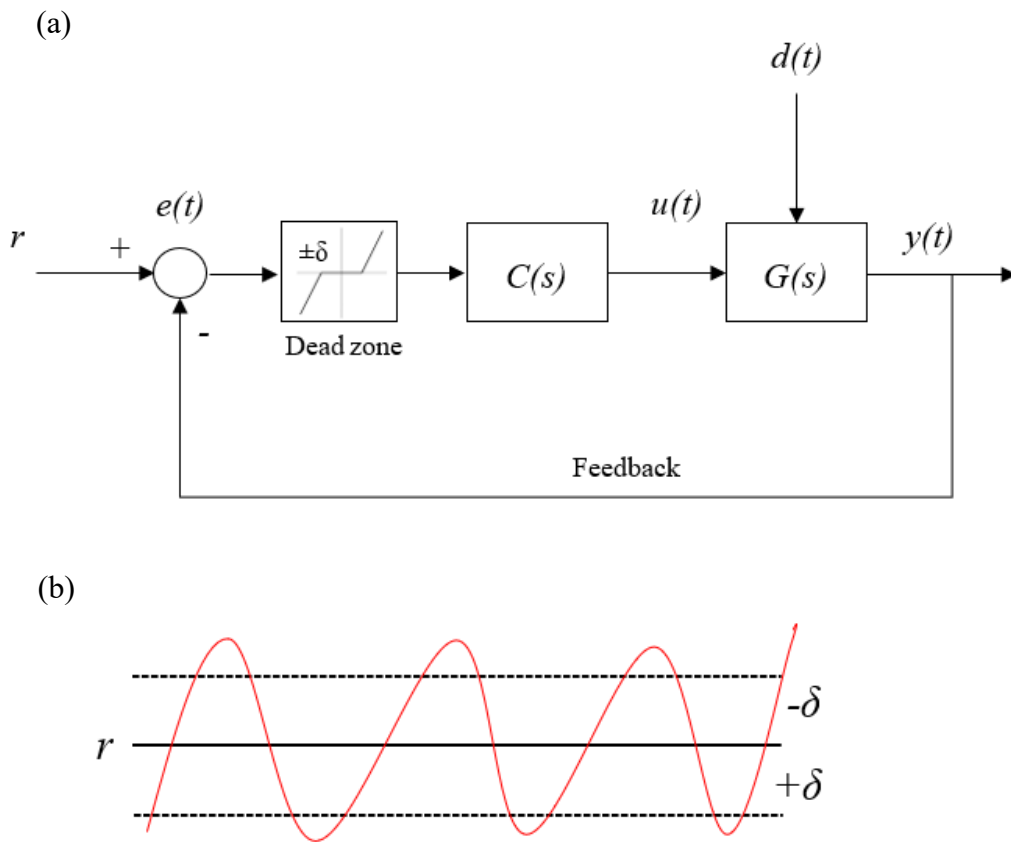 (a)
d(t)
e(t)
u(t)
y(t)
r
+
±δ
C(s)
G(s)
-
Dead zone
Feedback
(b)
-δ
r
+δ